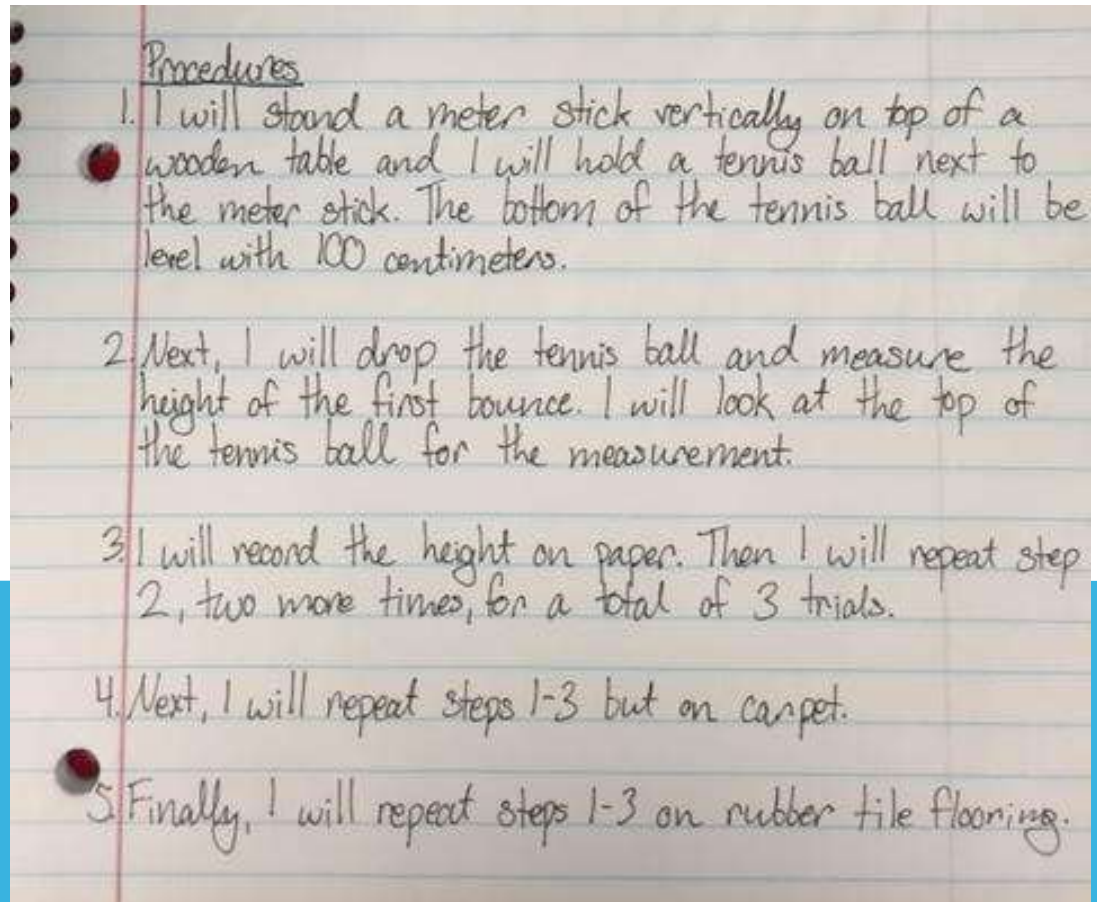 Procedures
1. I will stand a meter stick vertically on top of a
wooden table and I will hold a tennis ball next to
the meter stick. The bottom of the tennis ball will be
level with 100 centimeters.
2. Next, I will drop the tennis ball and measure the
height of the first bounce. I will look at the top of
the tennis ball for the measurement.
3. I will record the height on paper. Then I will repeat step
2, two more times, for a total of 3 trials.
4. Next, I will repeat steps 1-3 but on carpet.
5. Finally, I will repeat steps 1-3 on rubber tile flooring.